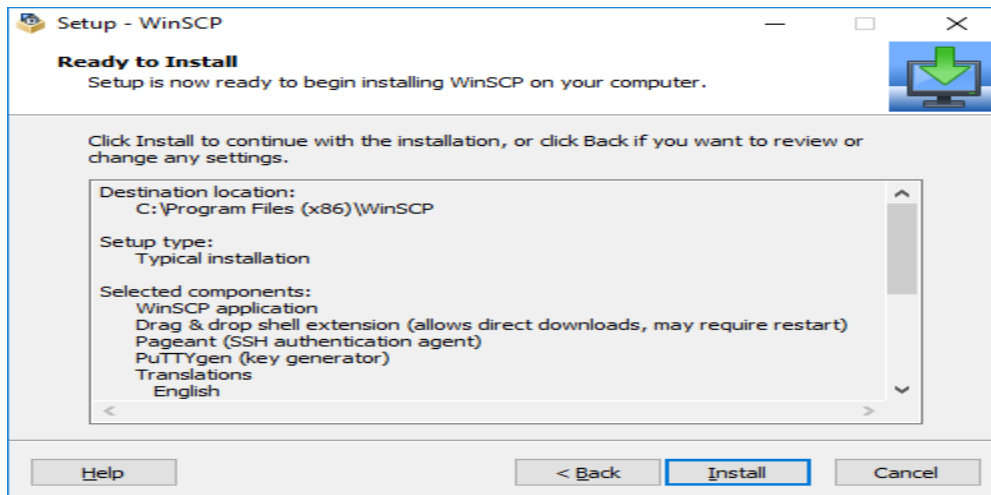 Setup - WinSCP
Ready to Install
Setup is now ready to begin installing WinSCP on your computer.
Click Install to continue with the installation, or click Back if you want to review or
change any settings.
Destination location:
C:\Program Files (x86)\WinSCP
Setup type:
Typical installation
Selected components:
WinSCP application
Drag & drop shell extension (allows direct downloads, may require restart)
Pageant (SSH authentication agent)
PuTTYgen (key generator)
Translations
English
Help
< Back
Install
Cancel